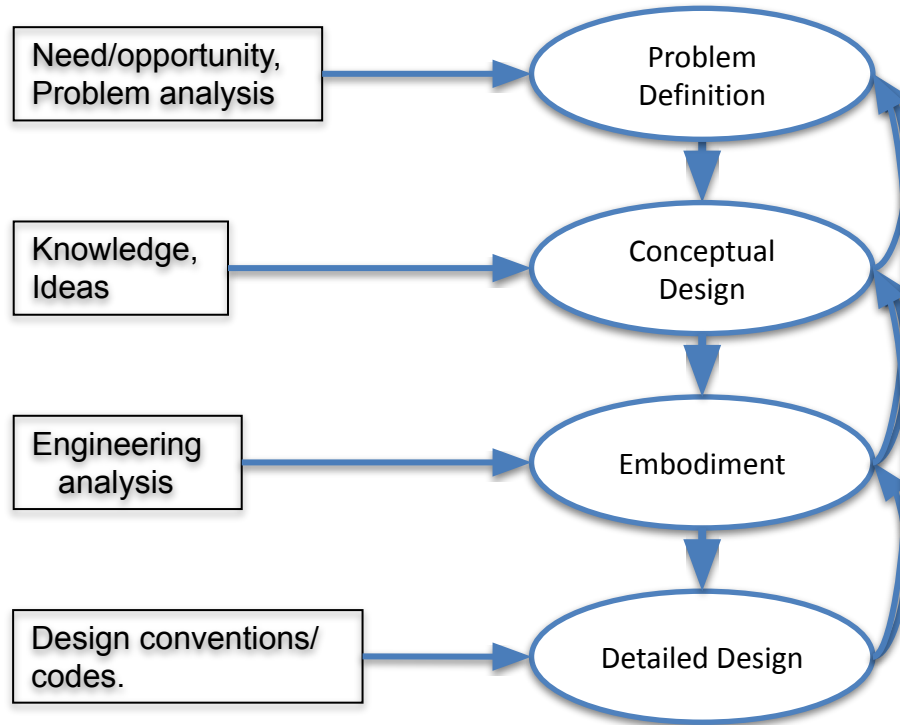 Need/opportunity,
Problem analysis
Problem
Definition
Knowledge,
Ideas
Conceptual
Design
Engineering
analysis
Embodiment
Design conventions/
codes.
Detailed Design